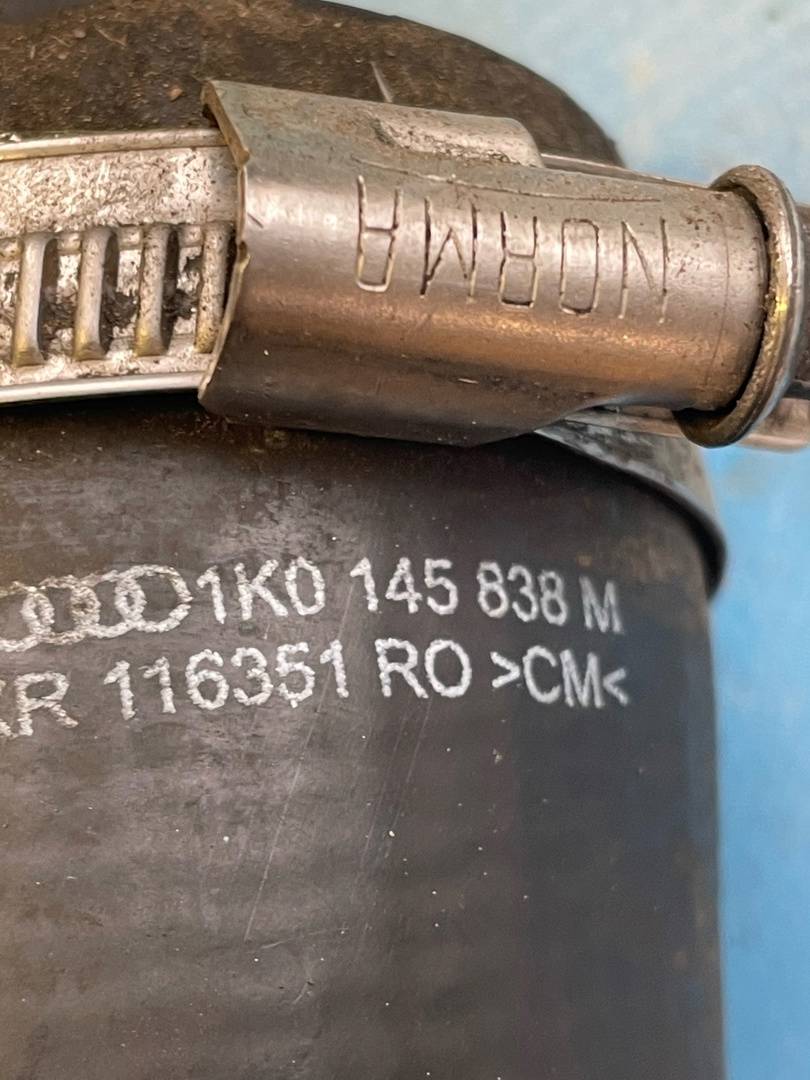 NORMA
1K0 145 838 M
116351 RO >CM<